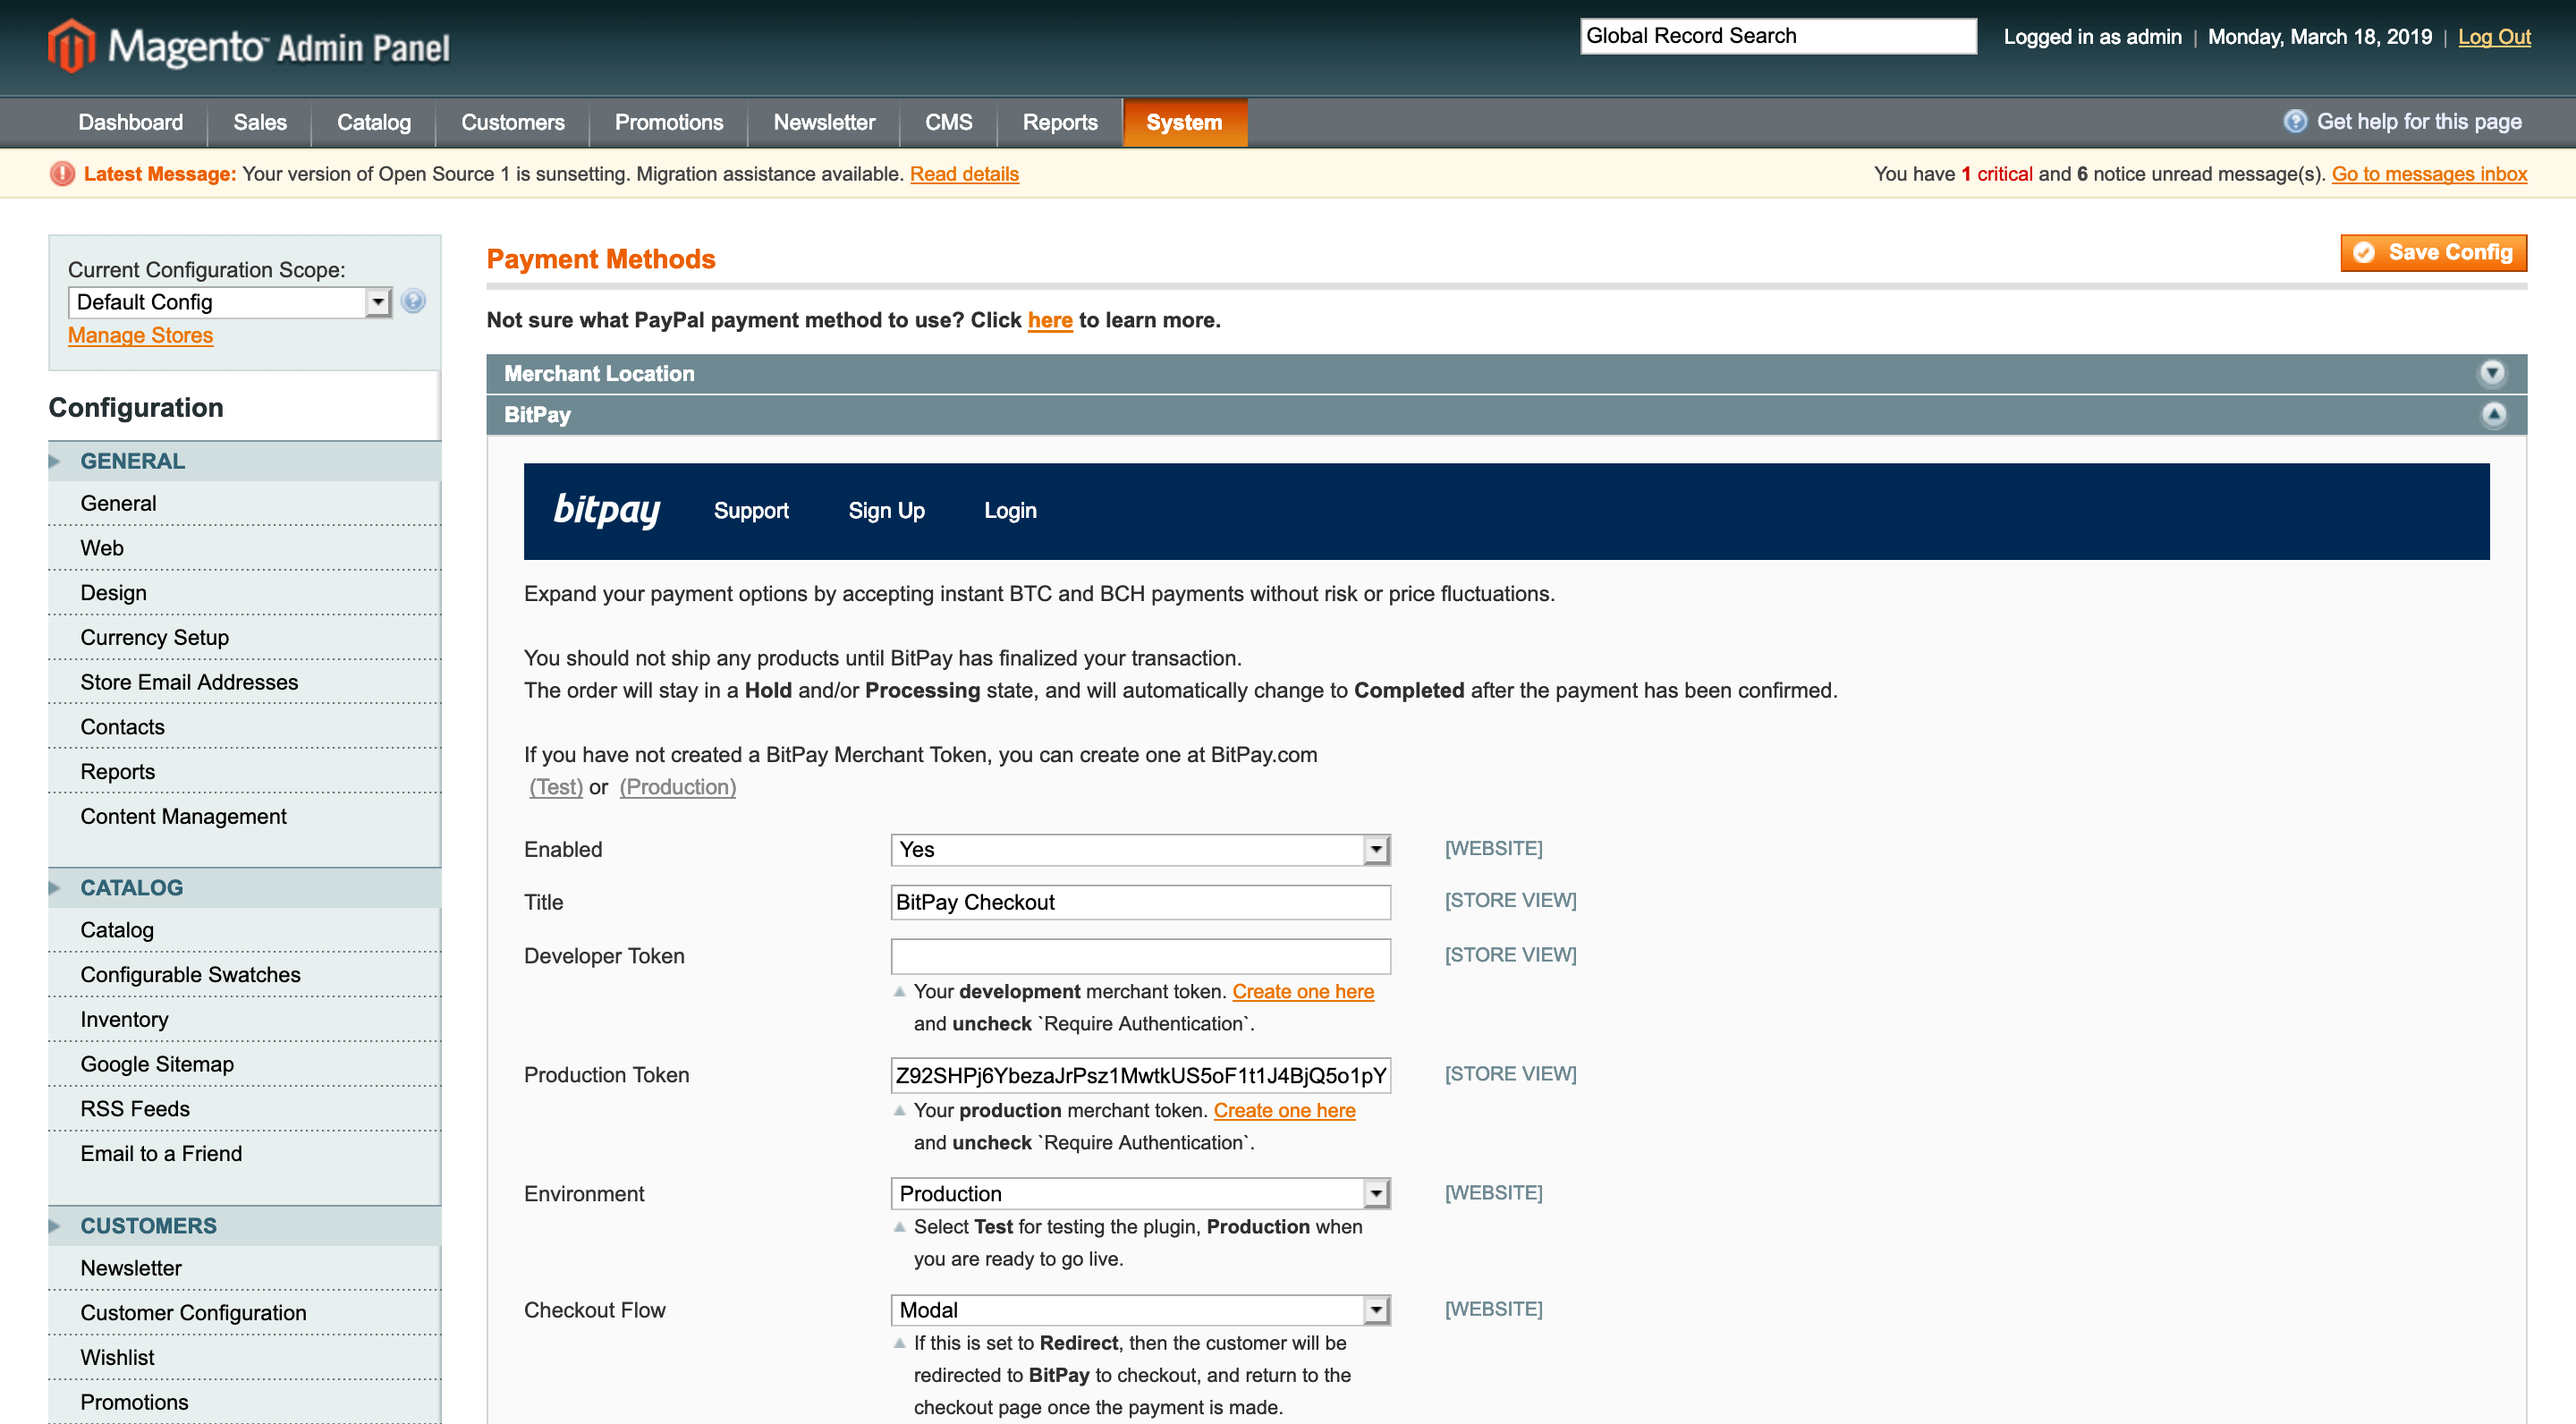 Magento™ Admin Panel
Global Record Search
Logged in as admin | Monday, March 18, 2019 | Log Out
Dashboard
Sales
Catalog
Customers
Promotions
Newsletter
CMS
Reports
System
Get help for this page
Latest Message: Your version of Open Source 1 is sunsetting. Migration assistance available. Read details
You have 1 critical and 6 notice unread message(s). Go to messages inbox
Current Configuration Scope:
Default Config
Manage Stores
Configuration
GENERAL
General
Web
Design
Currency Setup
Store Email Addresses
Contacts
Reports
Content Management
CATALOG
Catalog
Configurable Swatches
Inventory
Google Sitemap
RSS Feeds
Email to a Friend
CUSTOMERS
Newsletter
Customer Configuration
Wishlist
Promotions
Payment Methods
Save Config
Not sure what PayPal payment method to use? Click here to learn more.
Merchant Location
BitPay
bitpay
Support
Sign Up
Login
Expand your payment options by accepting instant BTC and BCH payments without risk or price fluctuations.
You should not ship any products until BitPay has finalized your transaction.
The order will stay in a Hold and/or Processing state, and will automatically change to Completed after the payment has been confirmed.
If you have not created a BitPay Merchant Token, you can create one at BitPay.com
(Test) or (Production)
Enabled
Yes
[WEBSITE]
Title
BitPay Checkout
[STORE VIEW]
Developer Token
[STORE VIEW]
Your development merchant token. Create one here
and uncheck `Require Authentication`.
Production Token
Z92SHPj6YbezaJrPsz1MwtkUS5oF1t1J4BjQ5o1pY
[STORE VIEW]
Your production merchant token. Create one here
and uncheck `Require Authentication`.
Environment
Production
[WEBSITE]
Select Test for testing the plugin, Production when
you are ready to go live.
Checkout Flow
Modal
[WEBSITE]
If this is set to Redirect, then the customer will be
redirected to BitPay to checkout, and return to the
checkout page once the payment is made.